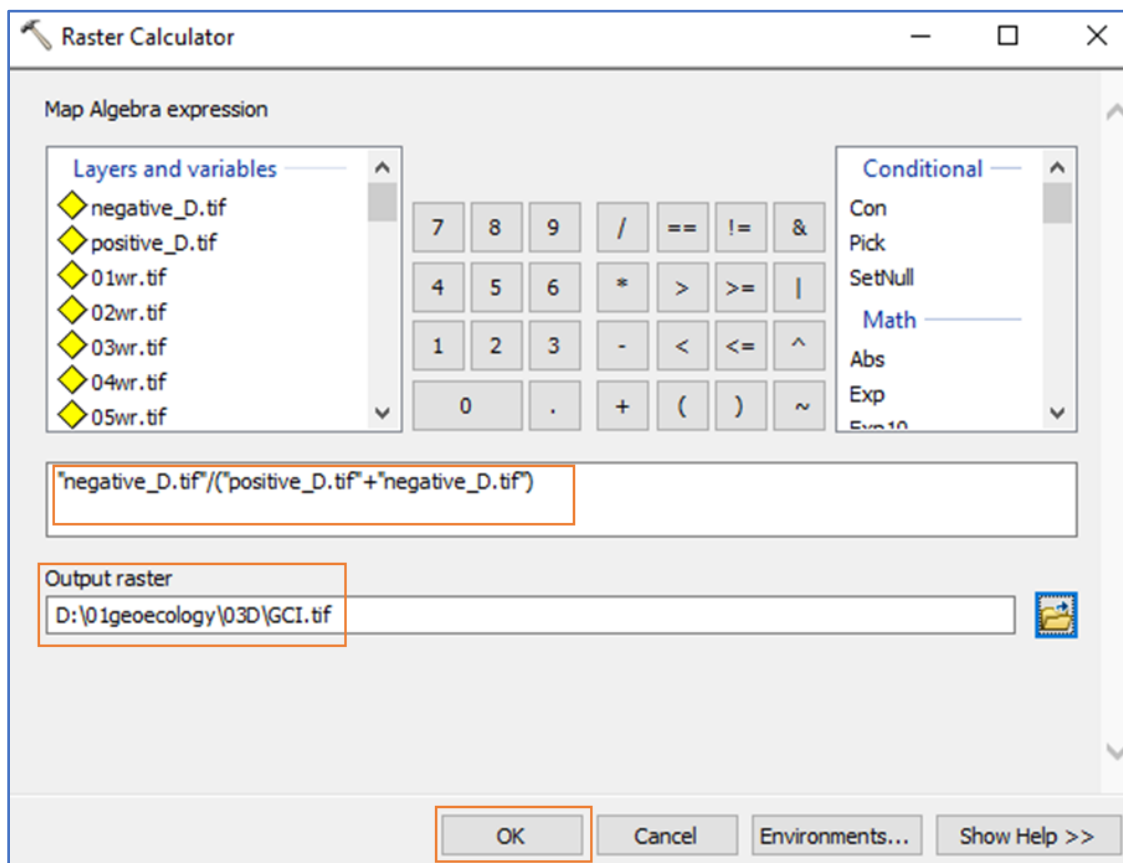 Raster Calculator
Map Algebra expression
Layers and variables
negative_D.tif
positive_D.tif
01wr.tif
02wr.tif
03wr.tif
04wr.tif
05wr.tif
7 8 9 / == != &
4 5 6 * > >= |
1 2 3 - < <= ^
0 . + ( ) ~
Conditional
Con
Pick
SetNull
Math
Abs
Exp
Exp10
"negative_D.tif"/("positive_D.tif"+"negative_D.tif")
Output raster
D:\01geoecology\03D\GCI.tif
OK Cancel Environments... Show Help >>